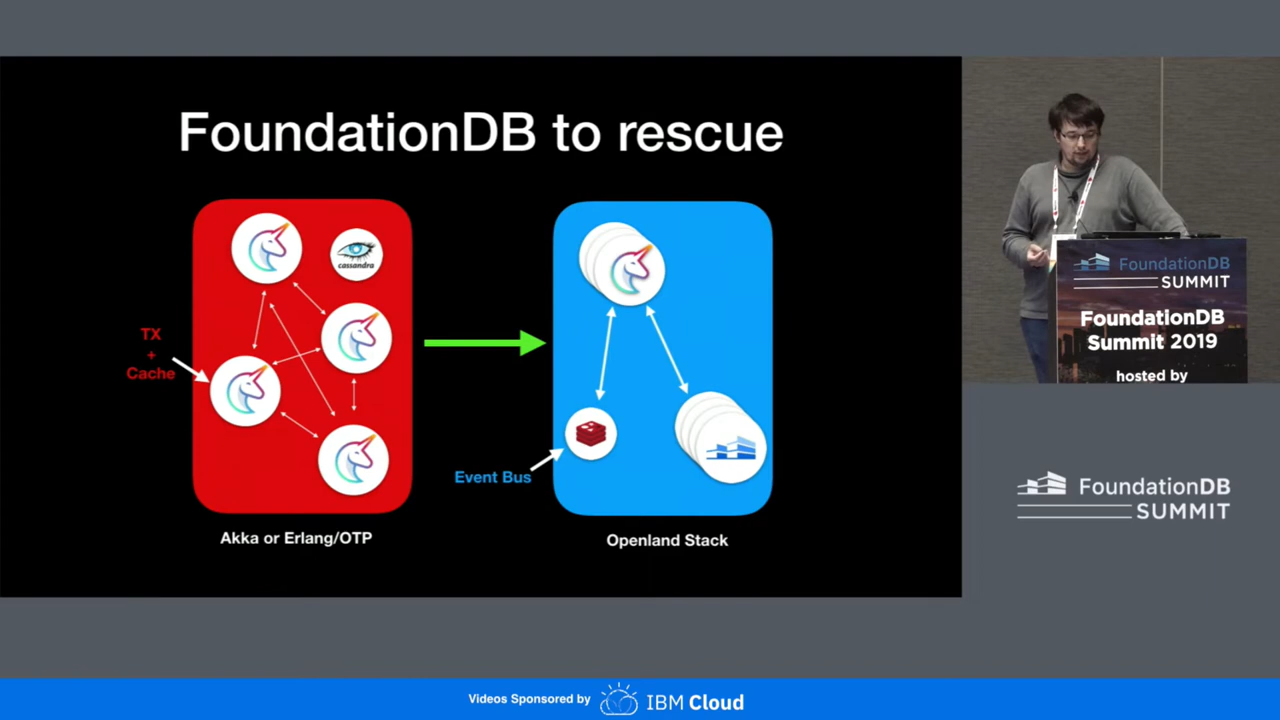 FoundationDB to rescue
cassandra
TX
+
Cache
Event Bus
Akka or Erlang/OTP
Openland Stack
FoundationDB
SUMMIT
FoundationDB
Summit 2019
hosted by
FoundationDB
SUMMIT
Videos Sponsored by
IBM Cloud